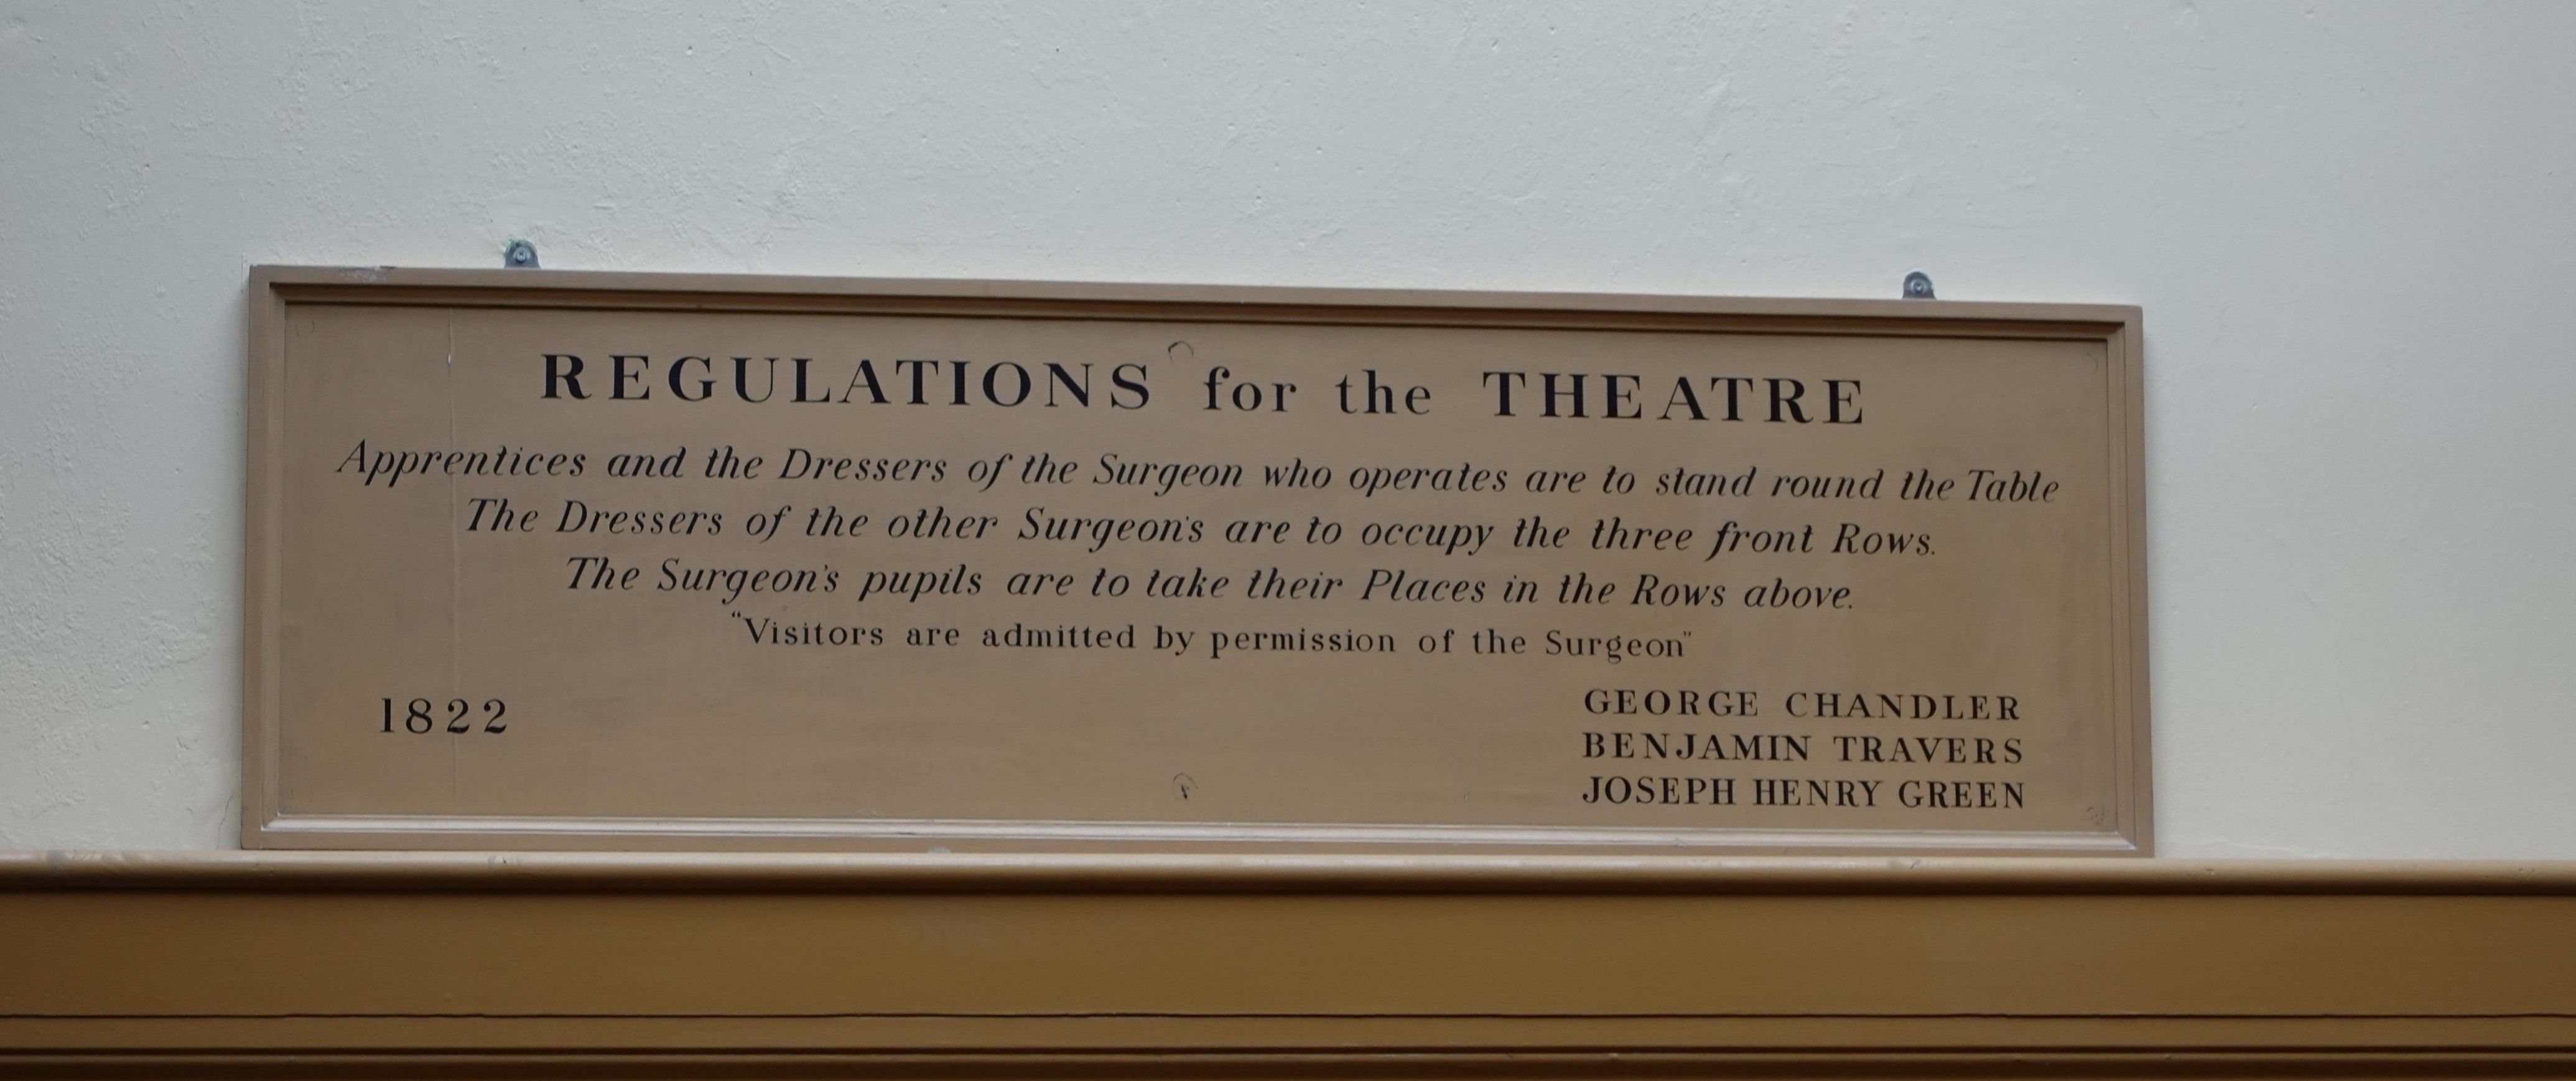 REGULATIONS for the THEATRE
Apprentices and the Dressers of the Surgeon who operates are to stand round the Table
The Dressers of the other Surgeon's are to occupy the three front Rows.
The Surgeon's pupils are to take their Places in the Rows above.
"Visitors are admitted by permission of the Surgeon"
1822
GEORGE CHANDLER
BENJAMIN TRAVERS
JOSEPH HENRY GREEN